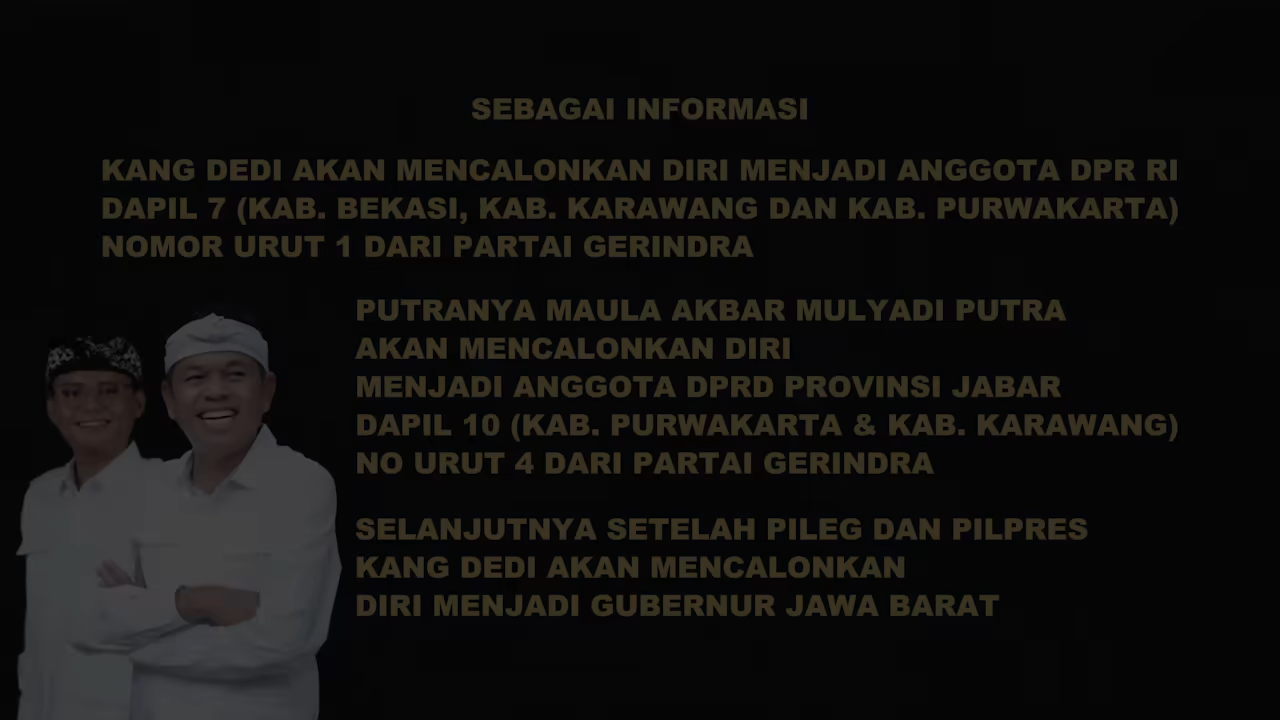 SEBAGAI INFORMASI
KANG DEDI AKAN MENCALONKAN DIRI MENJADI ANGGOTA DPR RI
DAPIL 7 (KAB. BEKASI, KAB. KARAWANG DAN KAB. PURWAKARTA)
NOMOR URUT 1 DARI PARTAI GERINDRA
PUTRANYA MAULA AKBAR MULYADI PUTRA
AKAN MENCALONKAN DIRI
MENJADI ANGGOTA DPRD PROVINSI JABAR
DAPIL 10 (KAB. PURWAKARTA & KAB. KARAWANG)
NO URUT 4 DARI PARTAI GERINDRA
SELANJUTNYA SETELAH PILEG DAN PILPRES
KANG DEDI AKAN MENCALONKAN
DIRI MENJADI GUBERNUR JAWA BARAT